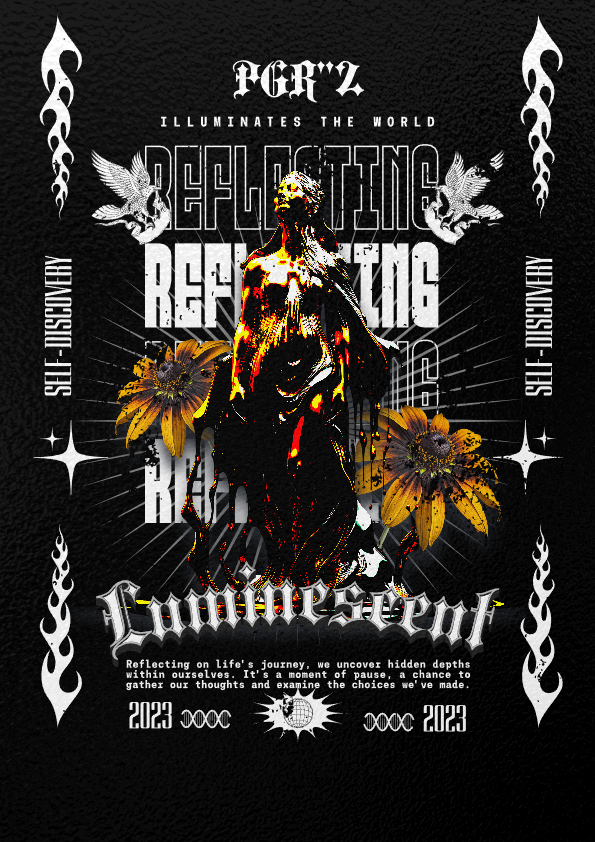 PGR"Z
ILLUMINATES THE WORLD
REFLECTING
REFLECTING
SELF-DISCOVERY
SELF-DISCOVERY
Luminescent
Reflecting on life's journey, we uncover hidden depths
within ourselves. It's a moment of pause, a chance to
gather our thoughts and examine the choices we've made.
2023
2023